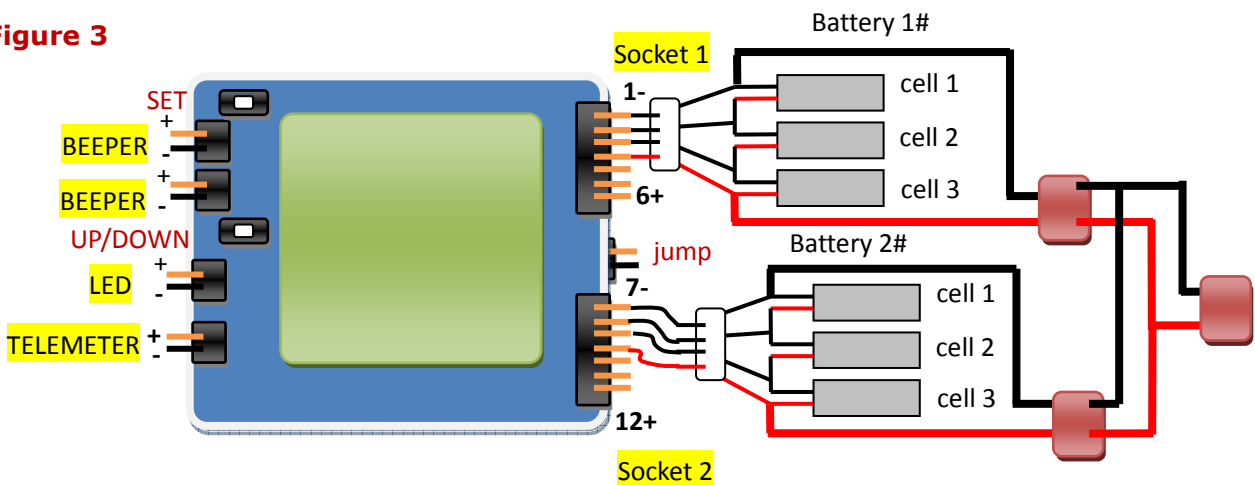 Figure 3
Battery 1#
Socket 1
SET
1-
cell 1
+
BEEPER
-
cell 2
+
BEEPER
-
cell 3
6+
UP/DOWN
jump
Battery 2#
+
LED
-
7-
cell 1
TELEMETER
+
-
cell 2
cell 3
12+
Socket 2